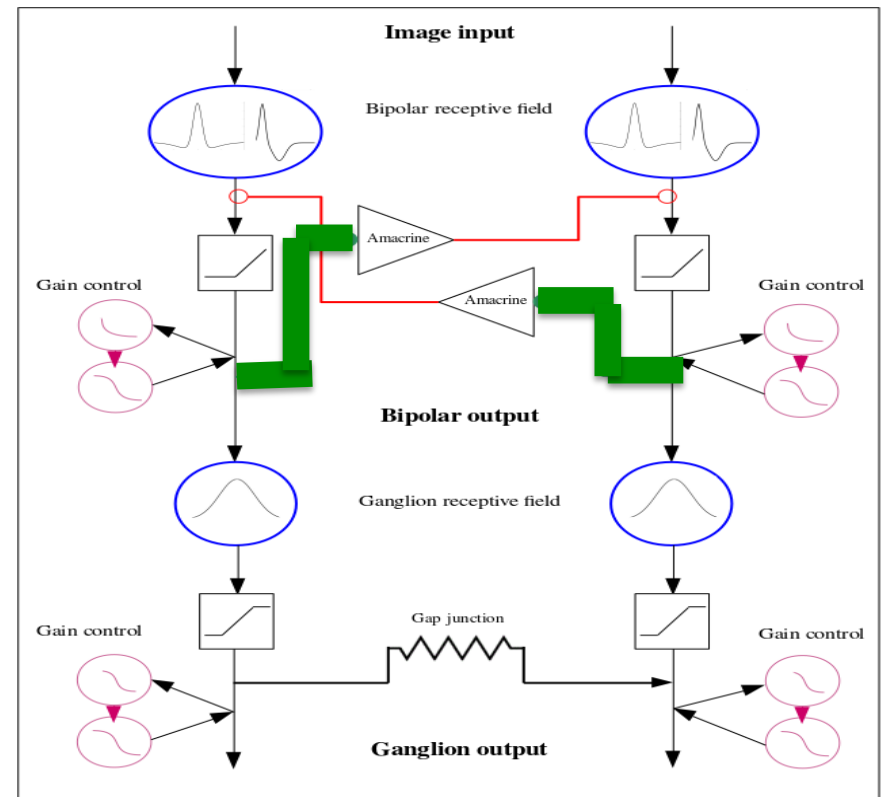 Image input
Bipolar receptive field
Amacrine
Gain control
Gain control
Amacrine
Bipolar output
Ganglion receptive field
Gap junction
Gain control
Gain control
Ganglion output